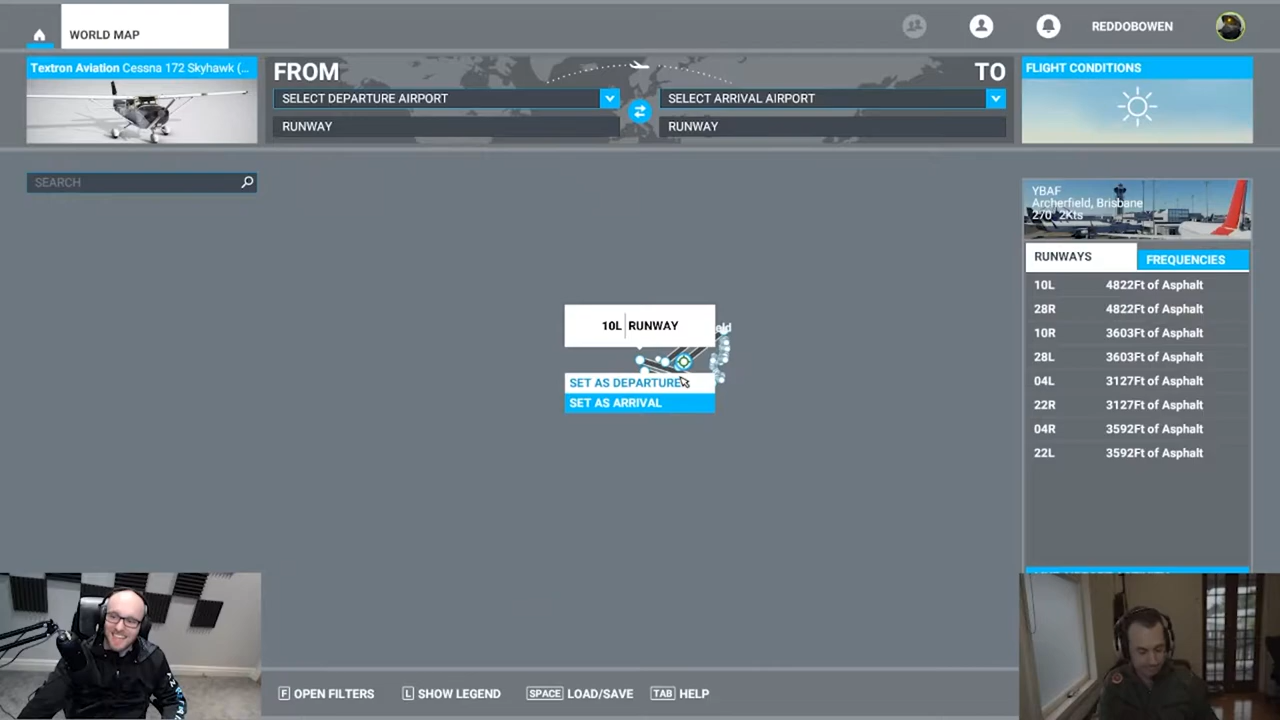 WORLD MAP
REDDOBOWEN
Textron Aviation Cessna 172 Skyhawk (...
FROM
TO
SELECT DEPARTURE AIRPORT
SELECT ARRIVAL AIRPORT
RUNWAY
RUNWAY
FLIGHT CONDITIONS
SEARCH
YBAF
Archerfield, Brisbane
270 2Kts
RUNWAYS
FREQUENCIES
10L 4822Ft of Asphalt
28R 4822Ft of Asphalt
10R 3603Ft of Asphalt
28L 3603Ft of Asphalt
04L 3127Ft of Asphalt
22R 3127Ft of Asphalt
04R 3592Ft of Asphalt
22L 3592Ft of Asphalt
10L RUNWAY
SET AS DEPARTURE
SET AS ARRIVAL
F OPEN FILTERS
L SHOW LEGEND
SPACE LOAD/SAVE
TAB HELP